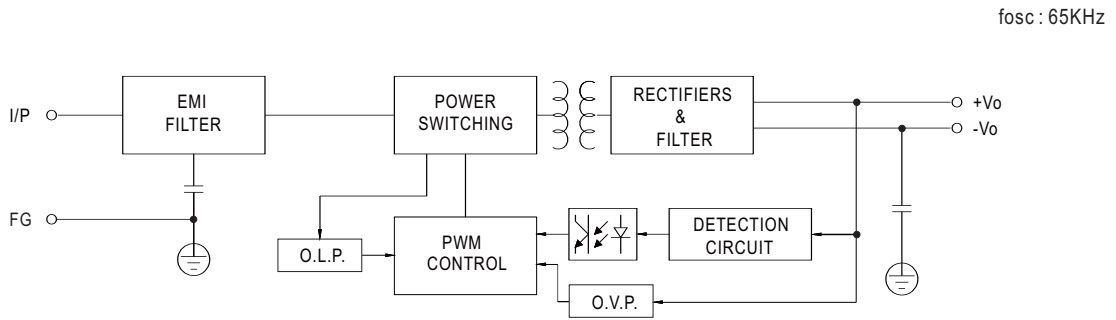 fosc : 65KHz
I/P
EMI
FILTER
POWER
SWITCHING
RECTIFIERS
&
FILTER
+Vo
-Vo
FG
O.L.P.
PWM
CONTROL
DETECTION
CIRCUIT
O.V.P.